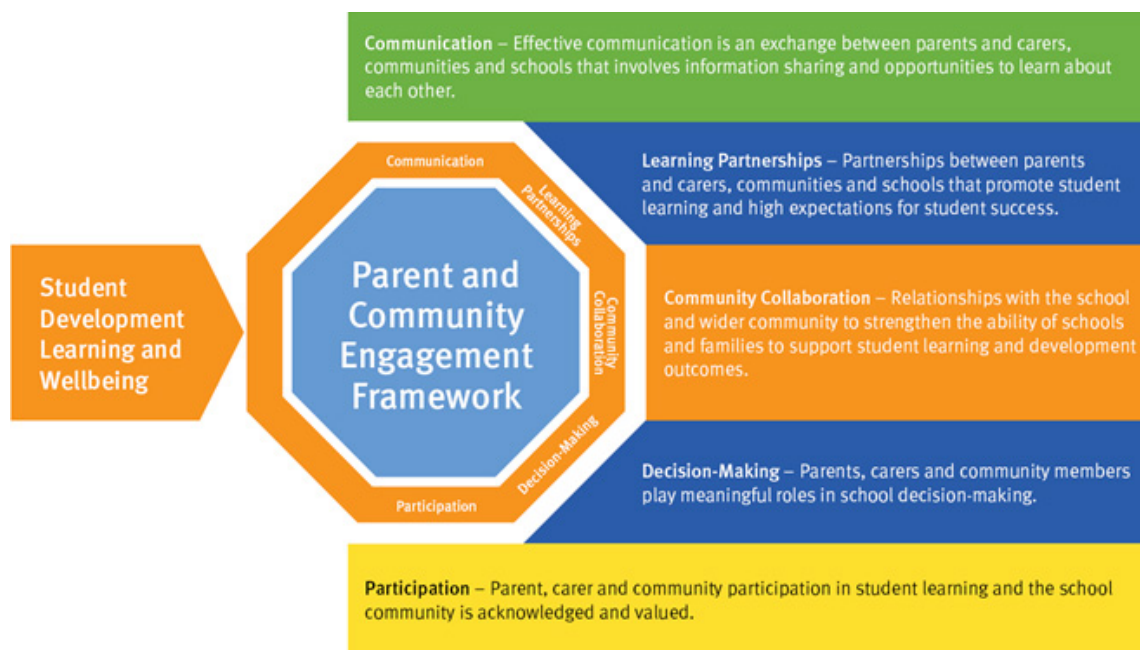 Communication – Effective communication is an exchange between parents and carers,
communities and schools that involves information sharing and opportunities to learn about
each other.
Learning Partnerships – Partnerships between parents
and carers, communities and schools that promote student
learning and high expectations for student success.
Community Collaboration – Relationships with the school
and wider community to strengthen the ability of schools
and families to support student learning and development
outcomes.
Decision-Making – Parents, carers and community members
play meaningful roles in school decision-making.
Participation – Parent, carer and community participation in student learning and the school
community is acknowledged and valued.
Student
Development
Learning and
Wellbeing
Parent and
Community
Engagement
Framework
Communication
Learning
Partnerships
Community
Collaboration
Decision-Making
Participation